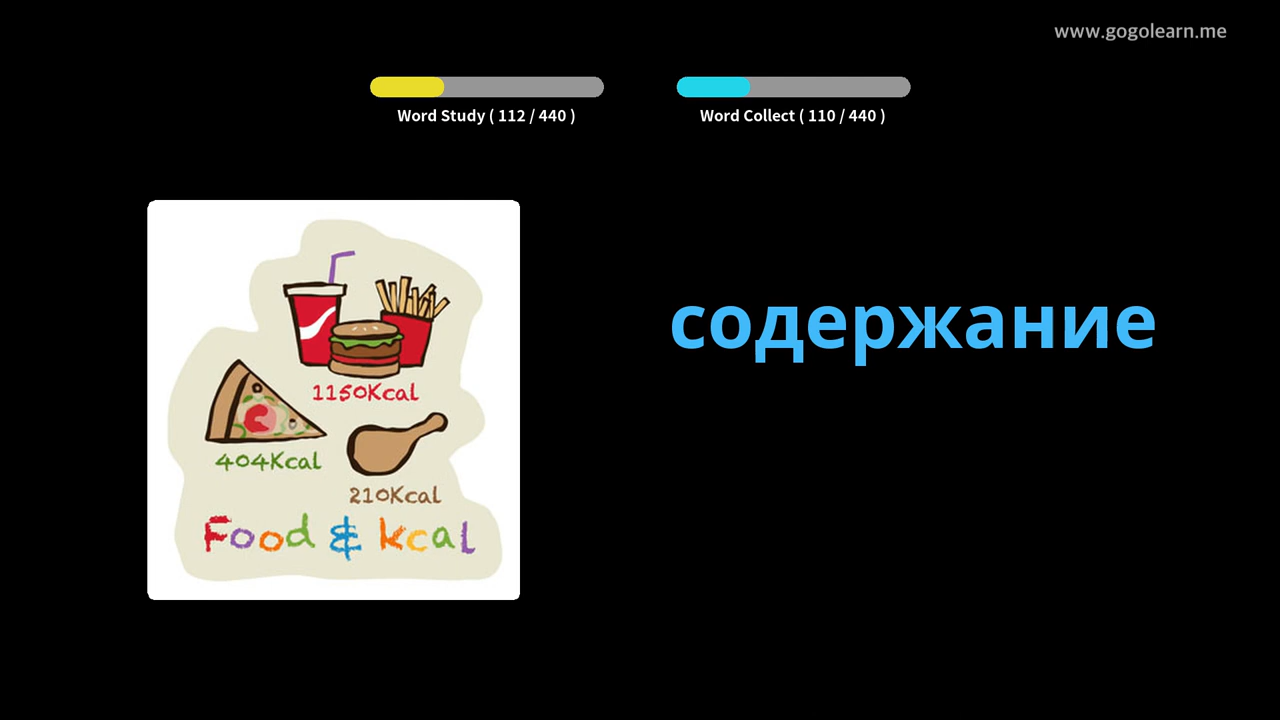 www.gogolearn.me
Word Study ( 112 / 440 )
Word Collect ( 110 / 440 )
1150Kcal
404Kcal
210Kcal
Food & kcal
содержание